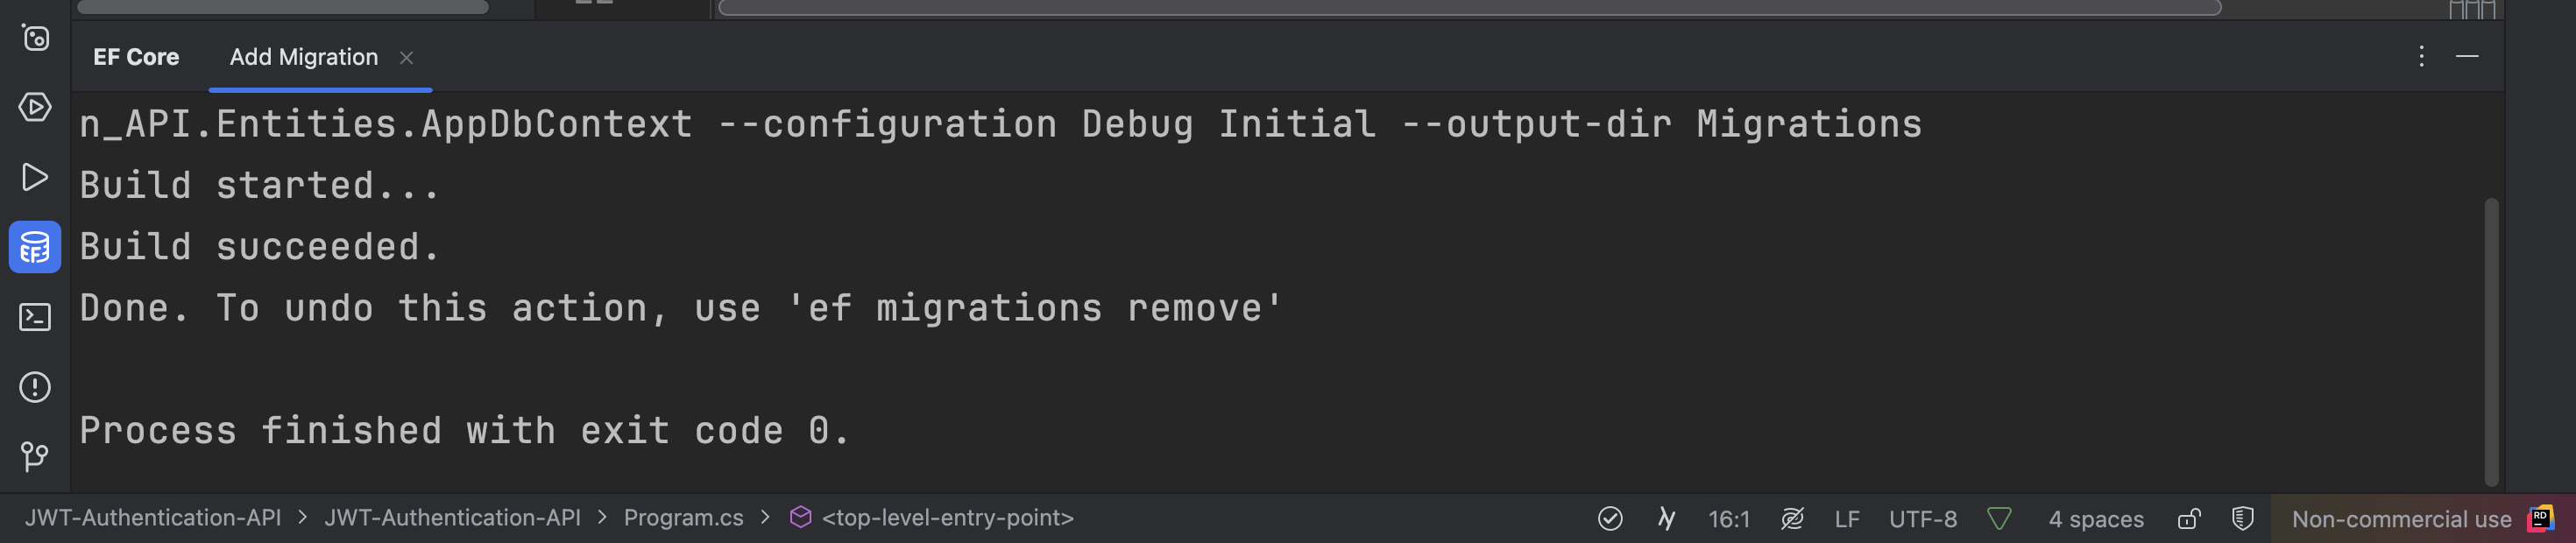 EF Core
Add Migration
n_API.Entities.AppDbContext --configuration Debug Initial --output-dir Migrations
Build started...
Build succeeded.
Done. To undo this action, use 'ef migrations remove'
Process finished with exit code 0.
JWT-Authentication-API > JWT-Authentication-API > Program.cs > <top-level-entry-point> 16:1 LF UTF-8 4 spaces Non-commercial use RD